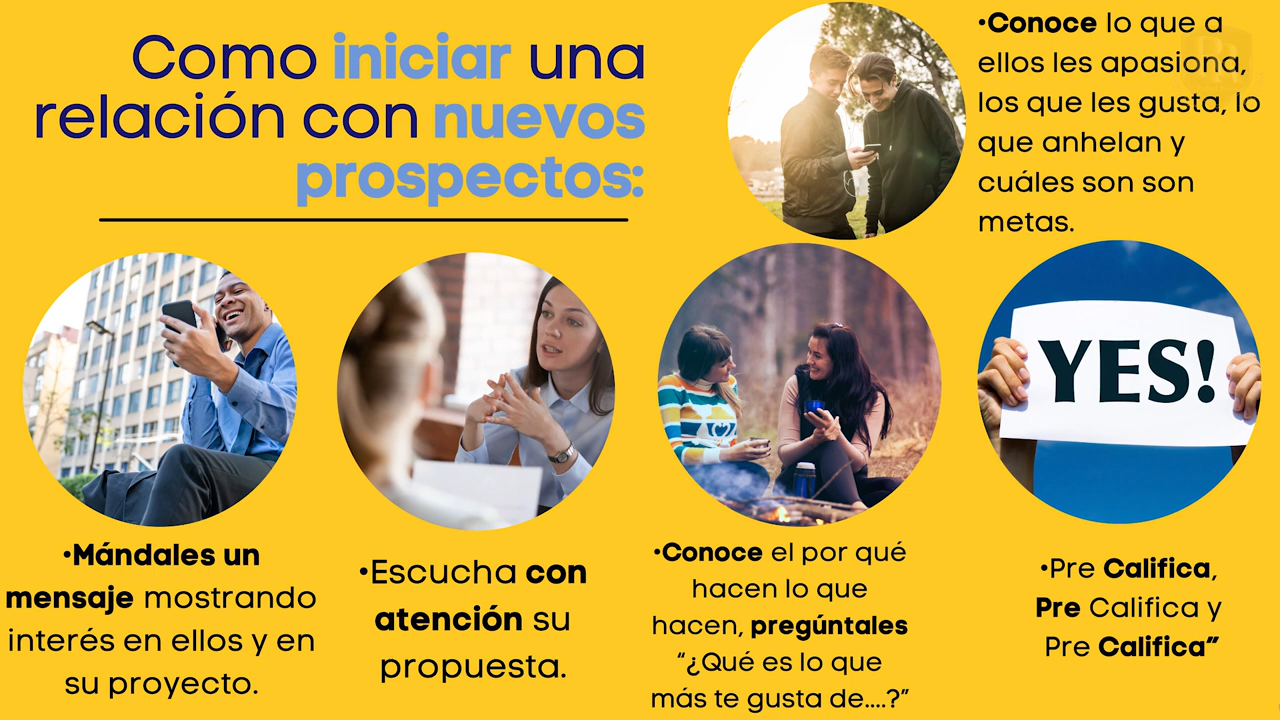 Como iniciar una
relación con nuevos
prospectos:
•Conoce lo que a
ellos les apasiona,
los que les gusta, lo
que anhelan y
cuáles son son
metas.
•Mándales un
mensaje mostrando
interés en ellos y en
su proyecto.
•Escucha con
atención su
propuesta.
•Conoce el por qué
hacen lo que
hacen, pregúntales
“¿Qué es lo que
más te gusta de....?”
YES!
•Pre Califica,
Pre Califica y
Pre Califica”